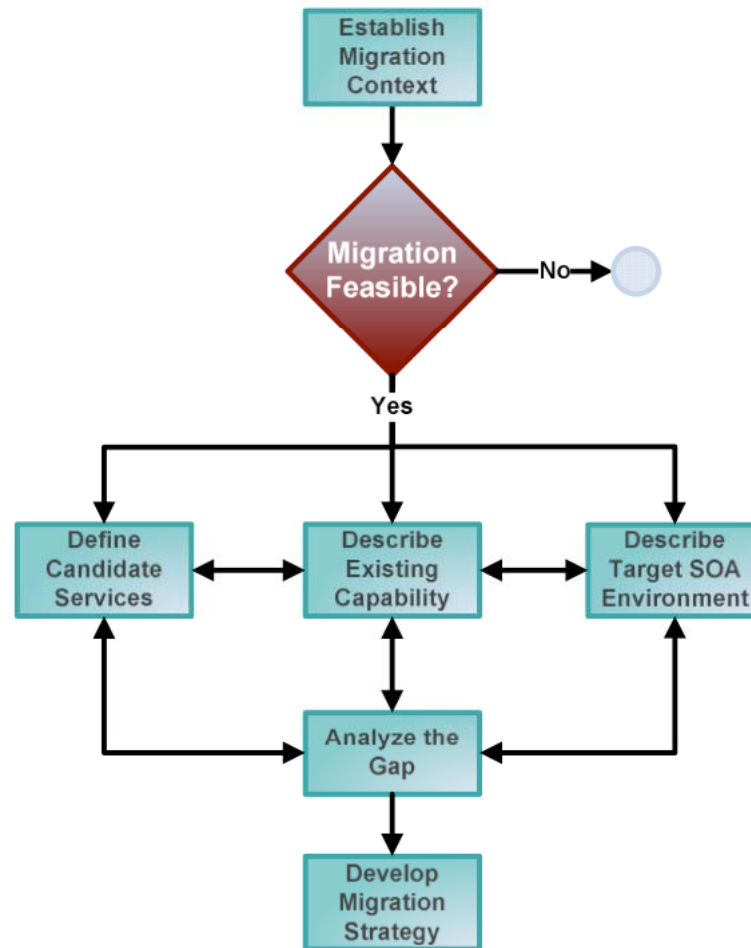 Establish
Migration
Context
Migration
Feasible?
No
Yes
Define
Candidate
Services
Describe
Existing
Capability
Describe
Target SOA
Environment
Analyze the
Gap
Develop
Migration
Strategy